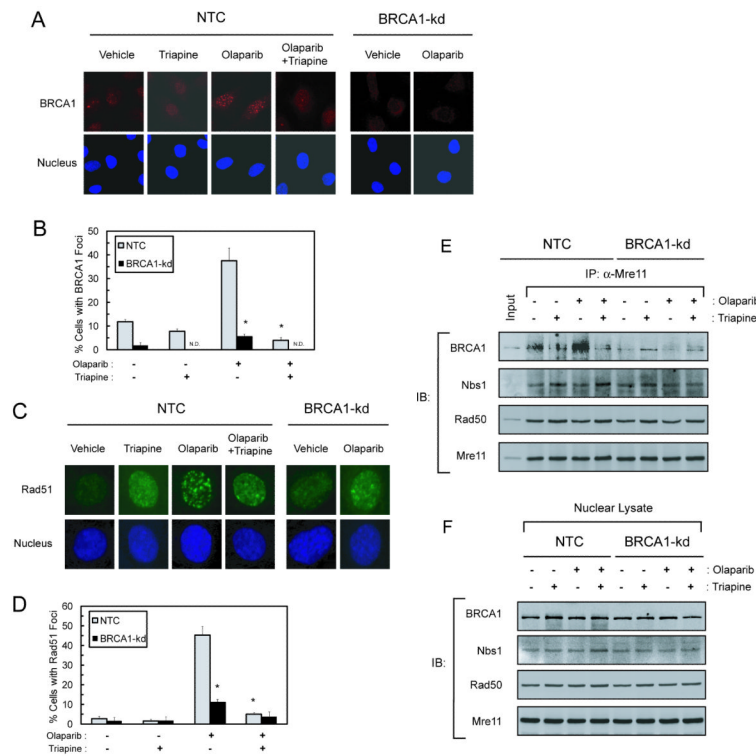 A
NTC
BRCA1-kd
Vehicle Triapine Olaparib Olaparib +Triapine Vehicle Olaparib
BRCA1
Nucleus
B
% Cells with BRCA1 Foci
50
40
30
20
10
0
NTC
BRCA1-kd
N.D.
*
*
N.D.
Olaparib : - - + +
Triapine : - + - +
C
NTC
BRCA1-kd
Vehicle Triapine Olaparib Olaparib +Triapine Vehicle Olaparib
Rad51
Nucleus
D
% Cells with Rad51 Foci
60
50
40
30
20
10
0
NTC
BRCA1-kd
*
*
Olaparib : - - + +
Triapine : - + - +
E
NTC
BRCA1-kd
IP: α-Mre11
Input
- - + + - - + + : Olaparib
- + - + - + - + : Triapine
IB:
BRCA1
Nbs1
Rad50
Mre11
F
Nuclear Lysate
NTC
BRCA1-kd
- - + + - - + + : Olaparib
- + - + - + - + : Triapine
IB:
BRCA1
Nbs1
Rad50
Mre11